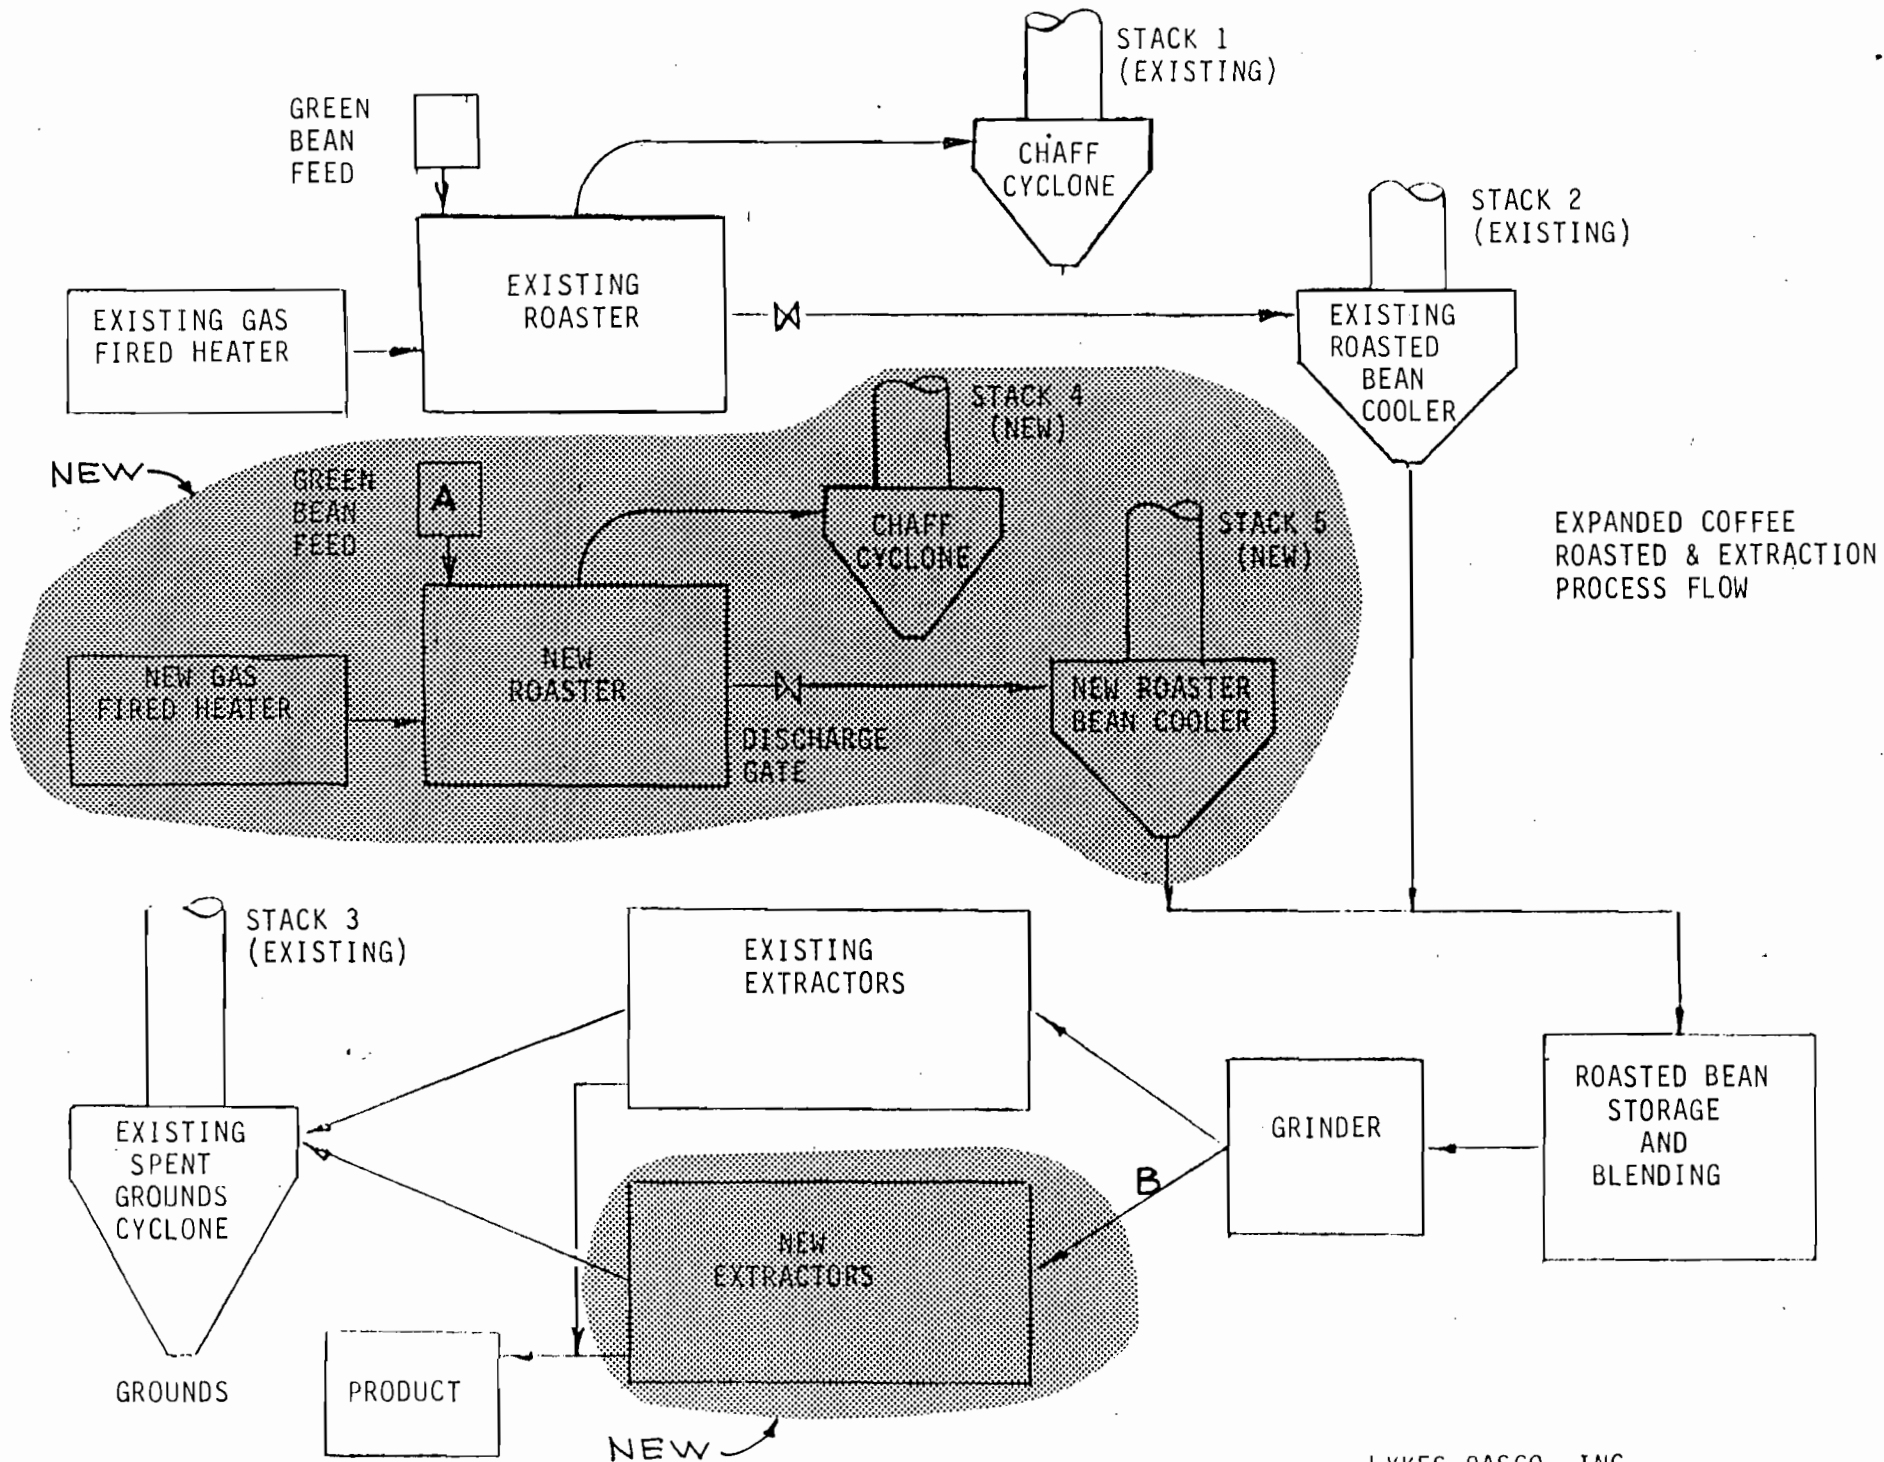 STACK 1
(EXISTING)
GREEN
BEAN
FEED
CHAFF
CYCLONE
STACK 2
(EXISTING)
EXISTING
ROASTER
EXISTING GAS
FIRED HEATER
EXISTING
ROASTED
BEAN
COOLER
STACK 4
(NEW)
NEW
GREEN
BEAN
FEED
A
CHAFF
CYCLONE
STACK 5
(NEW)
EXPANDED COFFEE
ROASTED & EXTRACTION
PROCESS FLOW
NEW GAS
FIRED HEATER
NEW
ROASTER
DISCHARGE
GATE
NEW ROASTER
BEAN COOLER
STACK 3
(EXISTING)
EXISTING
EXTRACTORS
EXISTING
SPENT
GROUNDS
CYCLONE
GRINDER
ROASTED BEAN
STORAGE
AND
BLENDING
B
NEW
EXTRACTORS
GROUNDS
PRODUCT
NEW